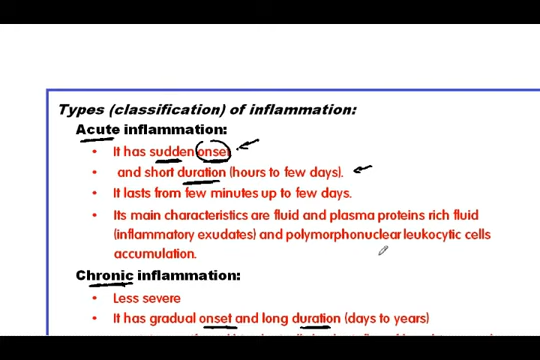 Types (classification) of inflammation:
Acute inflammation:
• It has sudden onset
• and short duration (hours to few days).
• It lasts from few minutes up to few days.
• Its main characteristics are fluid and plasma proteins rich fluid
(inflammatory exudates) and polymorphonuclear leukocytic cells
accumulation.
Chronic inflammation:
• Less severe
• It has gradual onset and long duration (days to years)